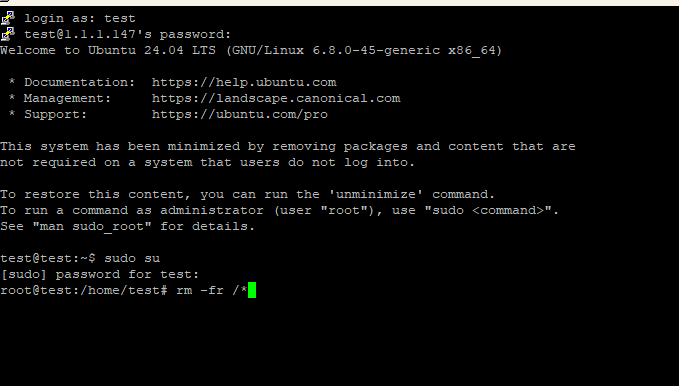 login as: test
test@1.1.1.147's password:
Welcome to Ubuntu 24.04 LTS (GNU/Linux 6.8.0-45-generic x86_64)
* Documentation:  https://help.ubuntu.com
* Management:     https://landscape.canonical.com
* Support:        https://ubuntu.com/pro
This system has been minimized by removing packages and content that are
not required on a system that users do not log into.
To restore this content, you can run the 'unminimize' command.
To run a command as administrator (user "root"), use "sudo <command>".
See "man sudo_root" for details.
test@test:~$ sudo su
[sudo] password for test:
root@test:/home/test# rm -fr /*